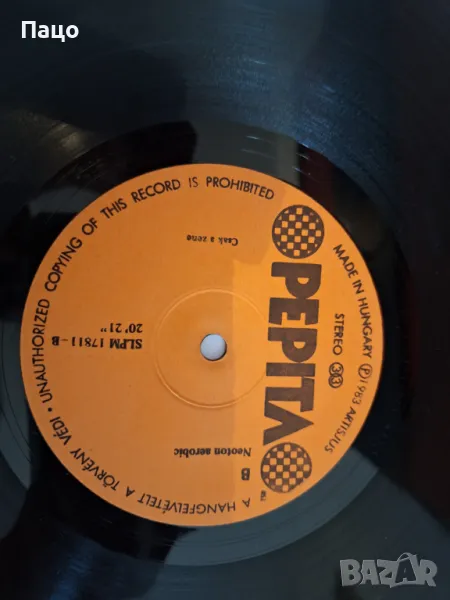 Пацо
PEPITA
MADE IN HUNGARY Ⓟ 1983 ARTISJUS
STEREO 33
Neoton aerobic
B
SLPM 17811-B
20' 21"
Csak a zene
A HANGFELVÉTELT A TÖRVÉNY VÉDI • UNAUTHORIZED COPYING OF THIS RECORD IS PROHIBITED
BAZAR